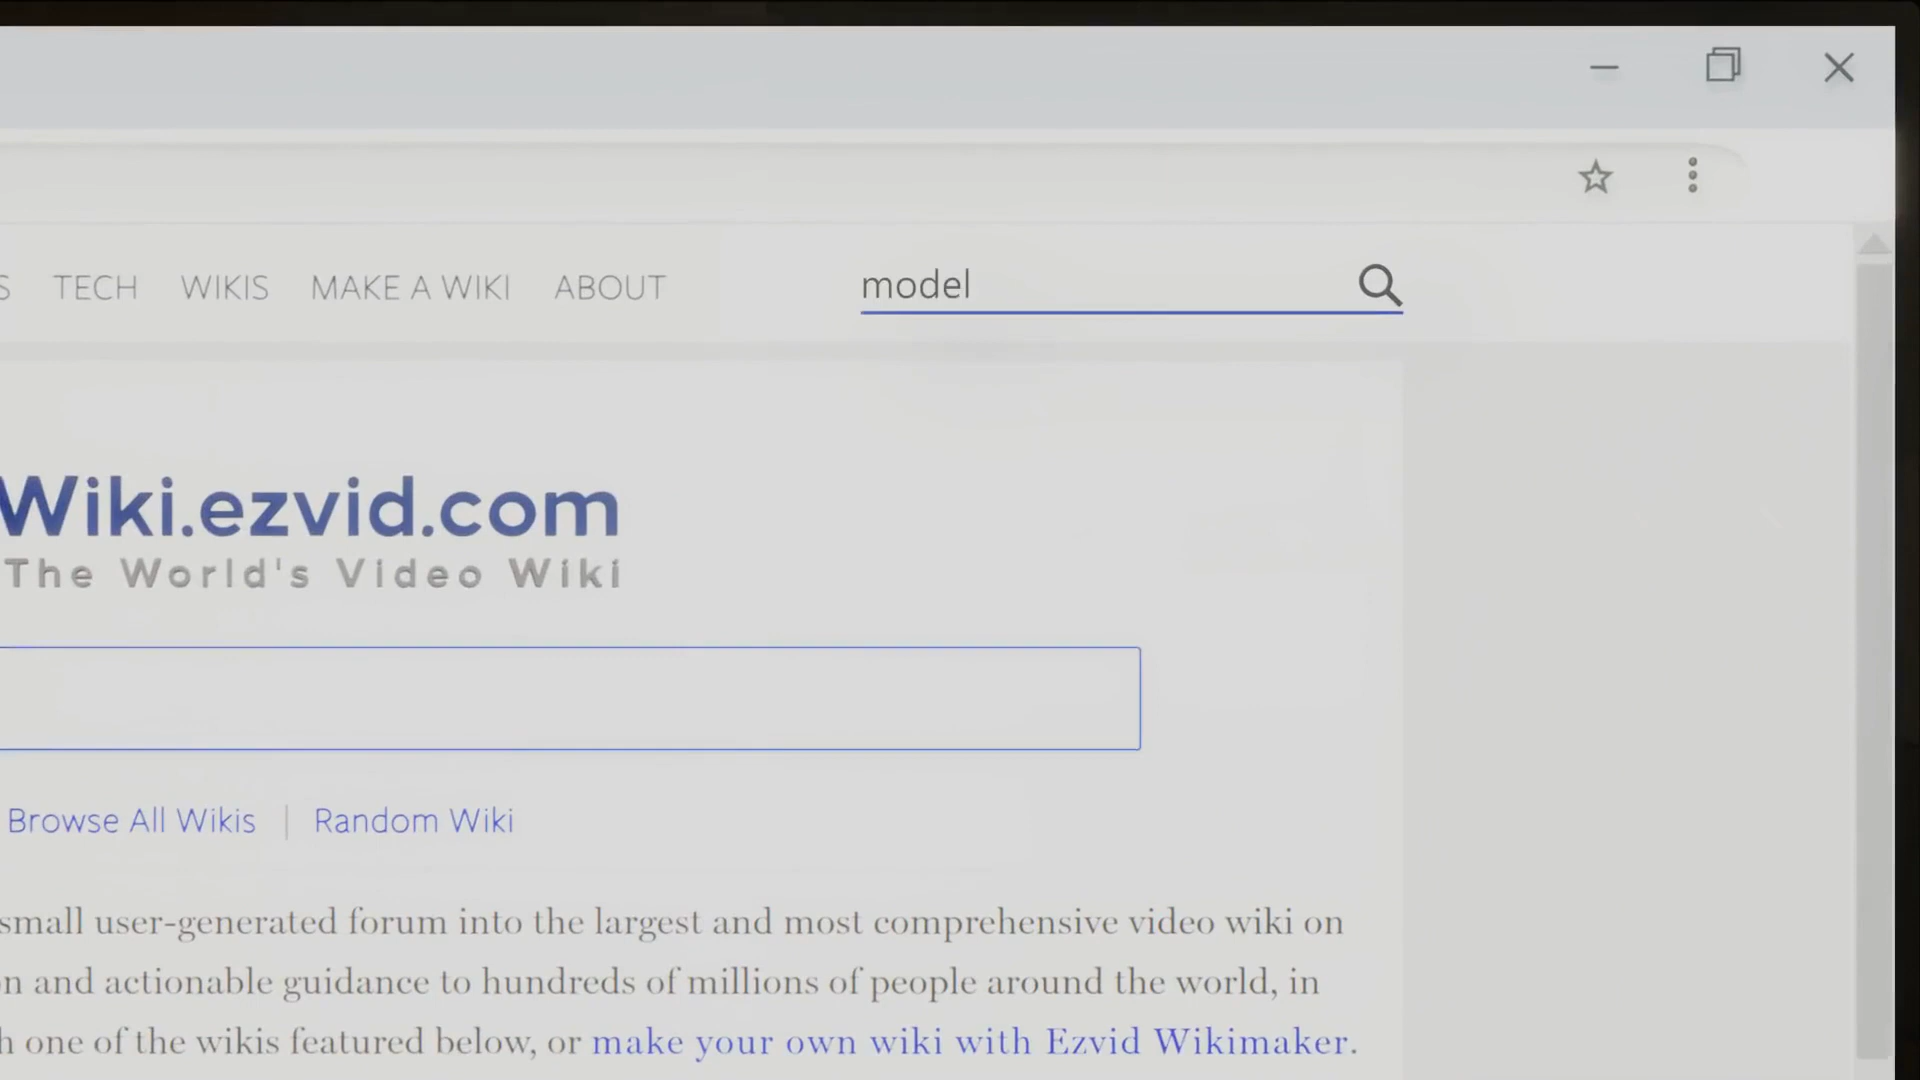 S TECH WIKIS MAKE A WIKI ABOUT model
Wiki.ezvid.com
The World's Video Wiki
Browse All Wikis | Random Wiki
small user-generated forum into the largest and most comprehensive video wiki on
n and actionable guidance to hundreds of millions of people around the world, in
h one of the wikis featured below, or make your own wiki with Ezvid Wikimaker.